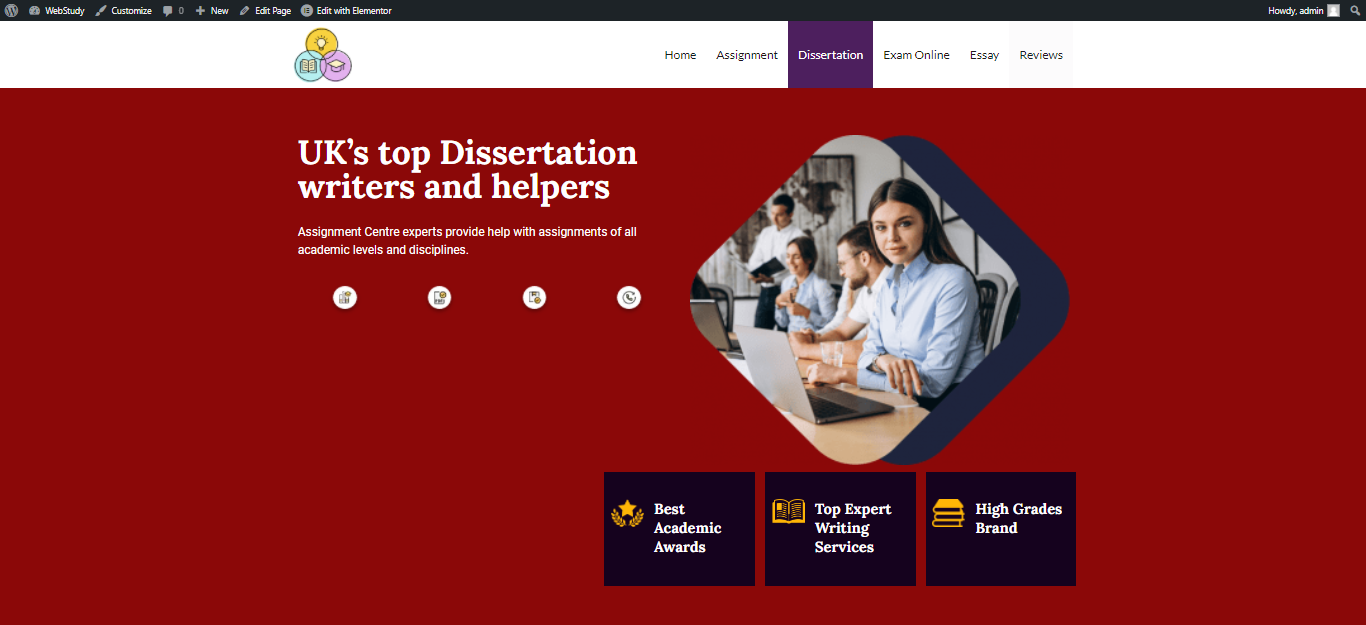 WebStudy Customize 0 New Edit Page Edit with Elementor Howdy, admin
Home Assignment Dissertation Exam Online Essay Reviews
UK’s top Dissertation
writers and helpers
Assignment Centre experts provide help with assignments of all
academic levels and disciplines.
Best
Academic
Awards
Top Expert
Writing
Services
High Grades
Brand